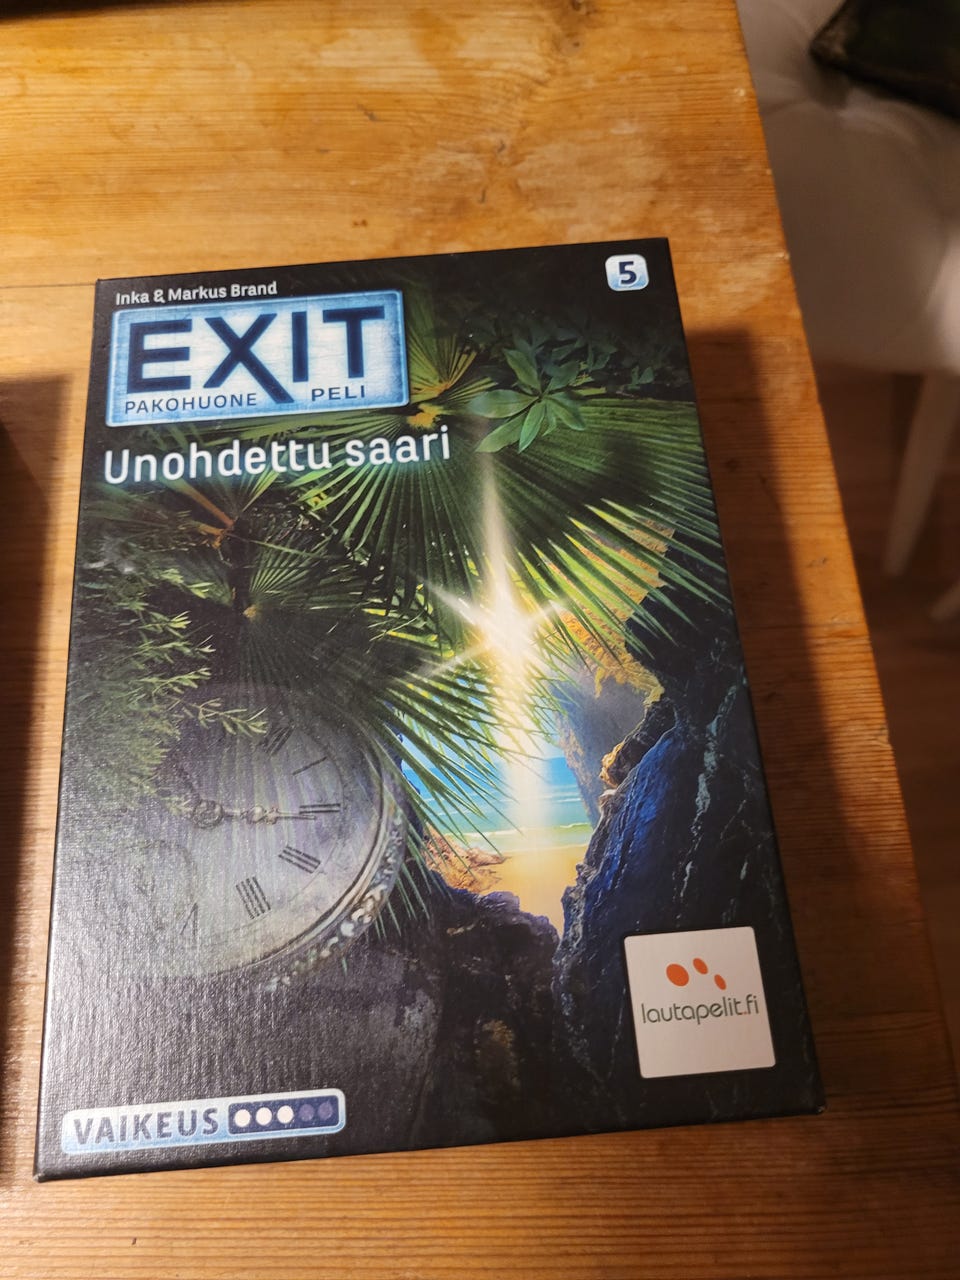 Inka & Markus Brand
5
EXIT
PAKOHUONE PELI
Unohdettu saari
lautapelit.fi
VAIKEUS